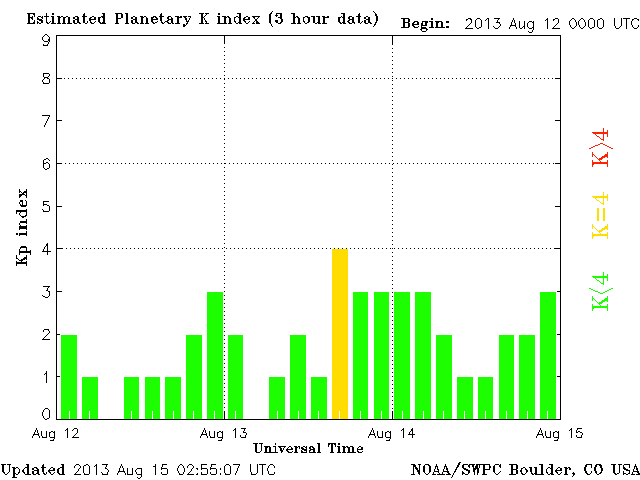 Estimated Planetary K index (3 hour data) Begin: 2013 Aug 12 0000 UTC
9
8
7
6
5
4
3
2
1
0
Kp index
K>4
K=4
K<4
Aug 12 Aug 13 Aug 14 Aug 15
Universal Time
Updated 2013 Aug 15 02:55:07 UTC NOAA/SWPC Boulder, CO USA